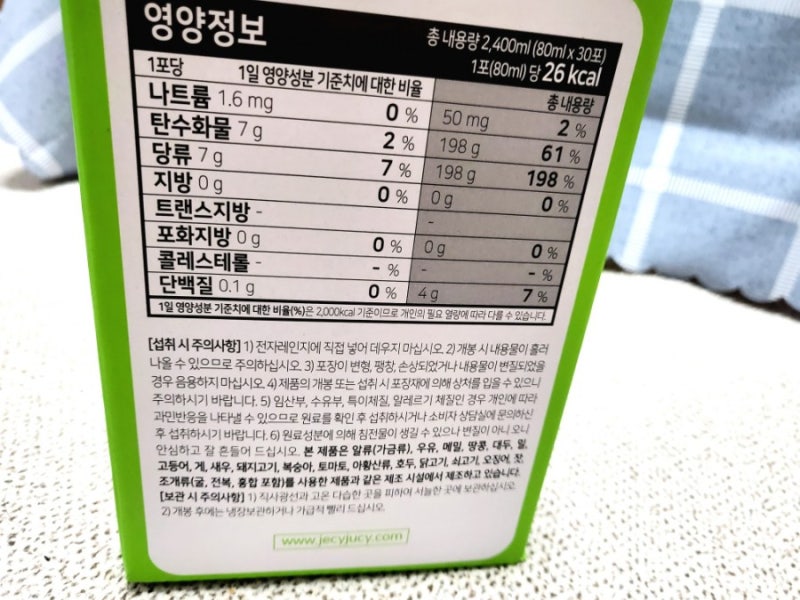 영양정보 총 내용량 2,400ml (80ml x 30포)
1포(80ml) 당 26 kcal
1포당 1일 영양성분 기준치에 대한 비율 총 내용량
나트륨 1.6 mg 0 % 50 mg 2 %
탄수화물 7 g 2 % 198 g 61 %
당류 7 g 7 % 198 g 198 %
지방 0 g 0 % 0 g 0 %
트랜스지방 - -
포화지방 0 g 0 % 0 g 0 %
콜레스테롤 - - % - - %
단백질 0.1 g 0 % 4 g 7 %
1일 영양성분 기준치에 대한 비율(%)은 2,000kcal 기준이므로 개인의 필요 열량에 따라 다를 수 있습니다.
[섭취 시 주의사항] 1) 전자레인지에 직접 넣어 데우지 마십시오. 2) 개봉 시 내용물이 흘러
나올 수 있으므로 주의하십시오. 3) 포장이 변형, 팽창, 손상되었거나 내용물이 변질되었을
경우 음용하지 마십시오. 4) 제품의 개봉 또는 섭취 시 포장재에 의해 상처를 입을 수 있으니
주의하시기 바랍니다. 5) 임산부, 수유부, 특이체질, 알레르기 체질인 경우 개인에 따라
과민반응을 나타낼 수 있으므로 원료를 확인 후 섭취하시거나 소비자 상담실에 문의하신
후 섭취하시기 바랍니다. 6) 원료성분에 의해 침전물이 생길 수 있으나 변질이 아니 오니
안심하고 잘 흔들어 드십시오. 본 제품은 알류(가금류), 우유, 메밀, 땅콩, 대두, 밀,
고등어, 게, 새우, 돼지고기, 복숭아, 토마토, 아황산류, 호두, 닭고기, 쇠고기, 오징어, 잣,
조개류(굴, 전복, 홍합 포함)를 사용한 제품과 같은 제조 시설에서 제조하고 있습니다.
[보관 시 주의사항] 1) 직사광선과 고온 다습한 곳을 피하여 서늘한 곳에 보관하십시오.
2) 개봉 후에는 냉장보관하거나 가급적 빨리 드십시오.
www.jecyjucy.com